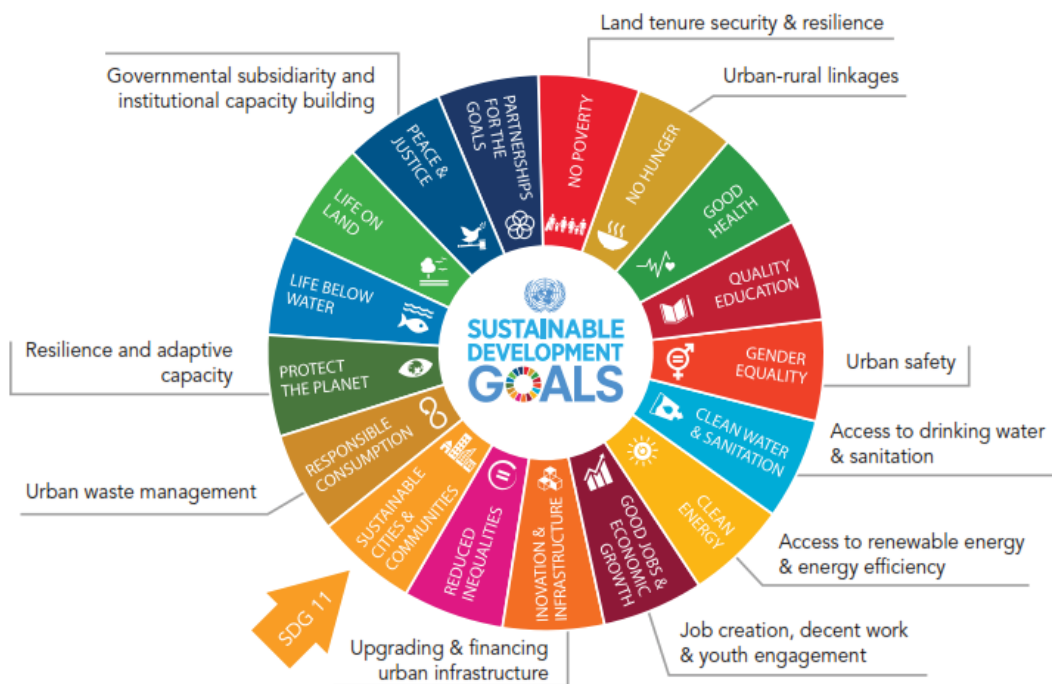 Land tenure security & resilience
Governmental subsidiarity and
institutional capacity building
Urban-rural linkages
NO POVERTY
NO HUNGER
GOOD
HEALTH
QUALITY
EDUCATION
GENDER
EQUALITY
Urban safety
CLEAN WATER
& SANITATION
Access to drinking water
& sanitation
CLEAN
ENERGY
Access to renewable energy
& energy efficiency
GOOD JOBS &
ECONOMIC
GROWTH
Job creation, decent work
& youth engagement
INOVATION &
INFRASTRUCTURE
Upgrading & financing
urban infrastructure
REDUCED
INEQUALITIES
SUSTAINABLE
CITIES &
COMMUNITIES
SDG 11
RESPONSIBLE
CONSUMPTION
Urban waste management
PROTECT
THE PLANET
Resilience and adaptive
capacity
LIFE BELOW
WATER
LIFE ON
LAND
PEACE &
JUSTICE
PARTNERSHIPS
FOR THE
GOALS
SUSTAINABLE
DEVELOPMENT
GOALS